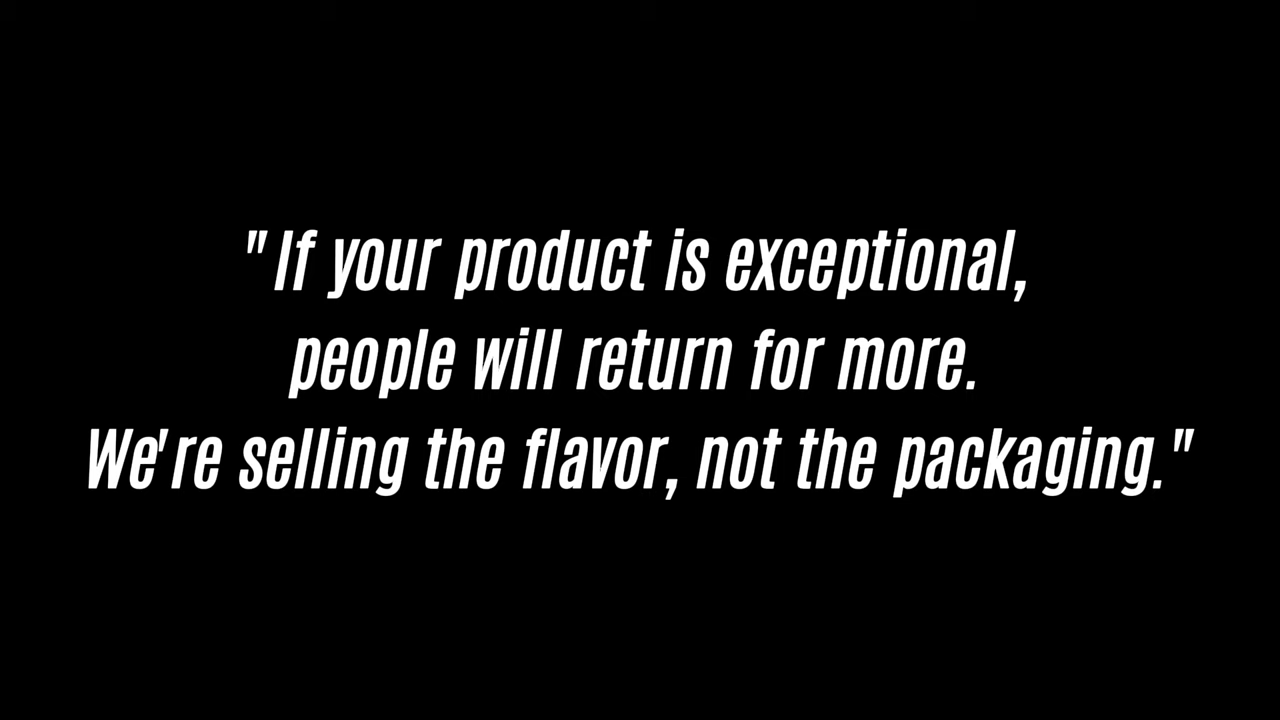 "If your product is exceptional,
people will return for more.
We're selling the flavor, not the packaging."